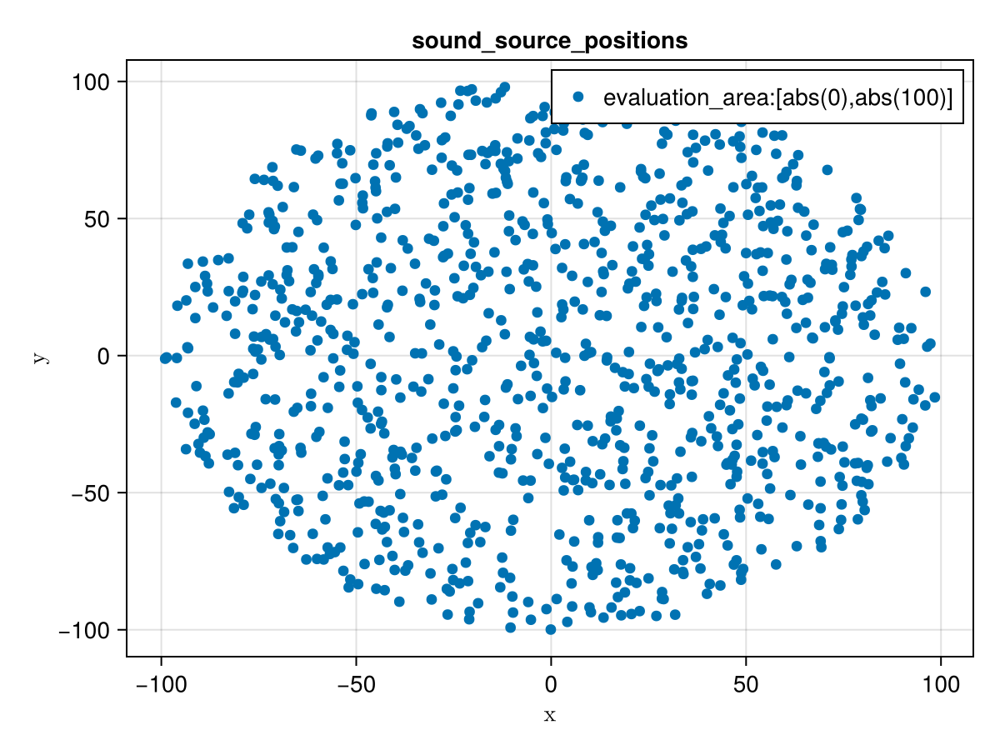 sound_source_positions
evaluation_area:[abs(0),abs(100)]
100
50
0
−50
−100
y
−100
−50
0
50
100
x